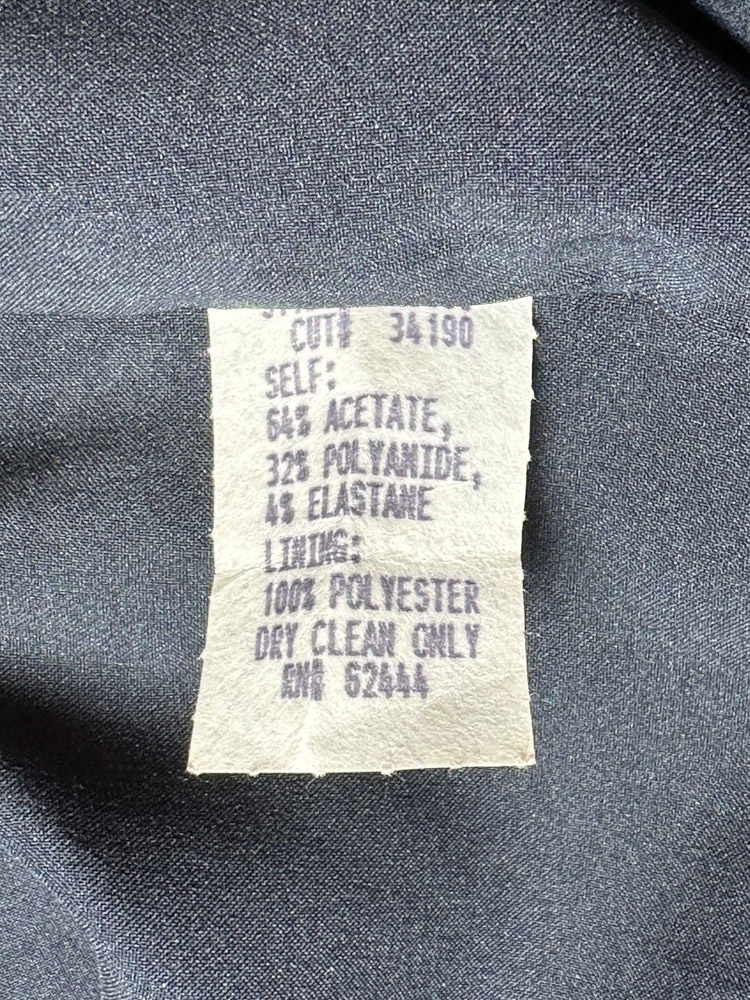 CUT# 34190
SELF:
64% ACETATE,
32% POLYAMIDE,
4% ELASTANE
LINING:
100% POLYESTER
DRY CLEAN ONLY
RN# 62444